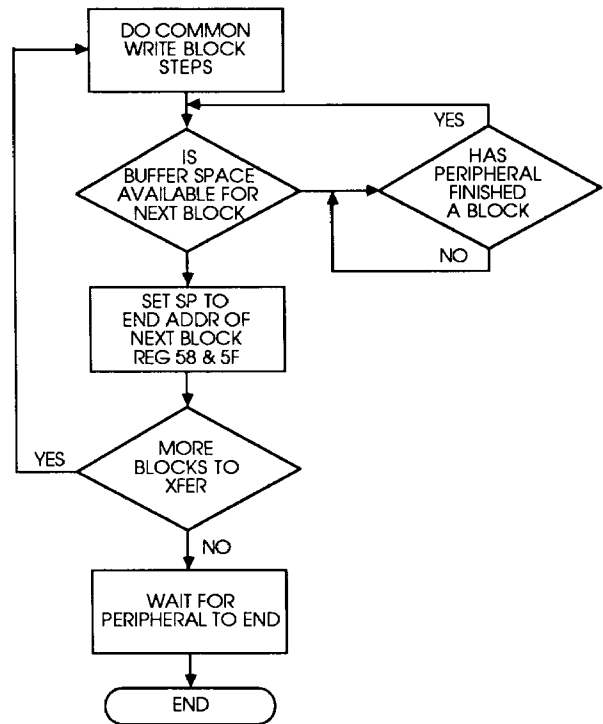 DO COMMON
WRITE BLOCK
STEPS
YES
IS
BUFFER SPACE
AVAILABLE FOR
NEXT BLOCK
HAS
PERIPHERAL
FINISHED
A BLOCK
NO
SET SP TO
END ADDR OF
NEXT BLOCK
REG 58 & 5F
YES
MORE
BLOCKS TO
XFER
NO
WAIT FOR
PERIPHERAL TO END
END